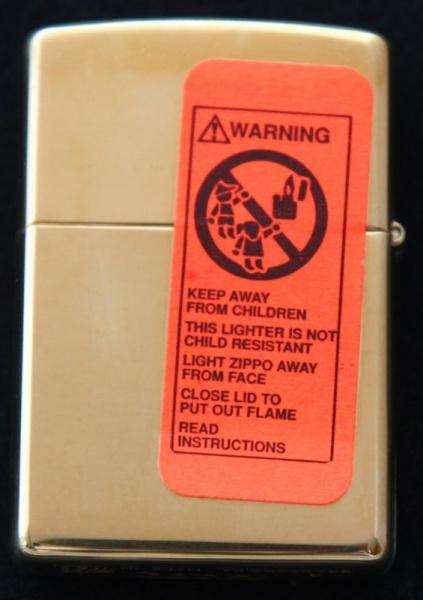 WARNING
KEEP AWAY
FROM CHILDREN
THIS LIGHTER IS NOT
CHILD RESISTANT
LIGHT ZIPPO AWAY
FROM FACE
CLOSE LID TO
PUT OUT FLAME
READ
INSTRUCTIONS